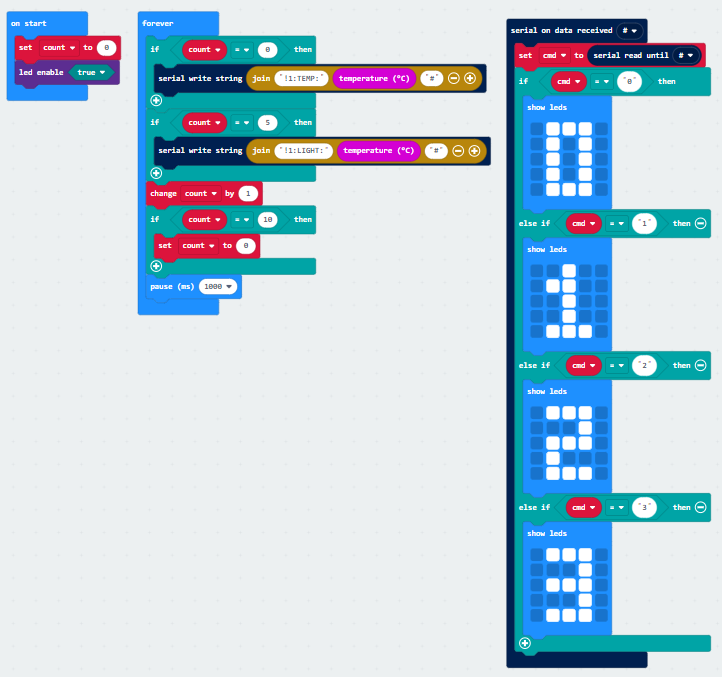 on start
set count to 0
led enable true
forever
if count = 0 then
serial write string join "!1:TEMP:" temperature (°C) "#"
if count = 5 then
serial write string join "!1:LIGHT:" temperature (°C) "#"
change count by 1
if count = 10 then
set count to 0
pause (ms) 1000
serial on data received #
set cmd to serial read until #
if cmd = "0" then
show leds
else if cmd = "1" then
show leds
else if cmd = "2" then
show leds
else if cmd = "3" then
show leds